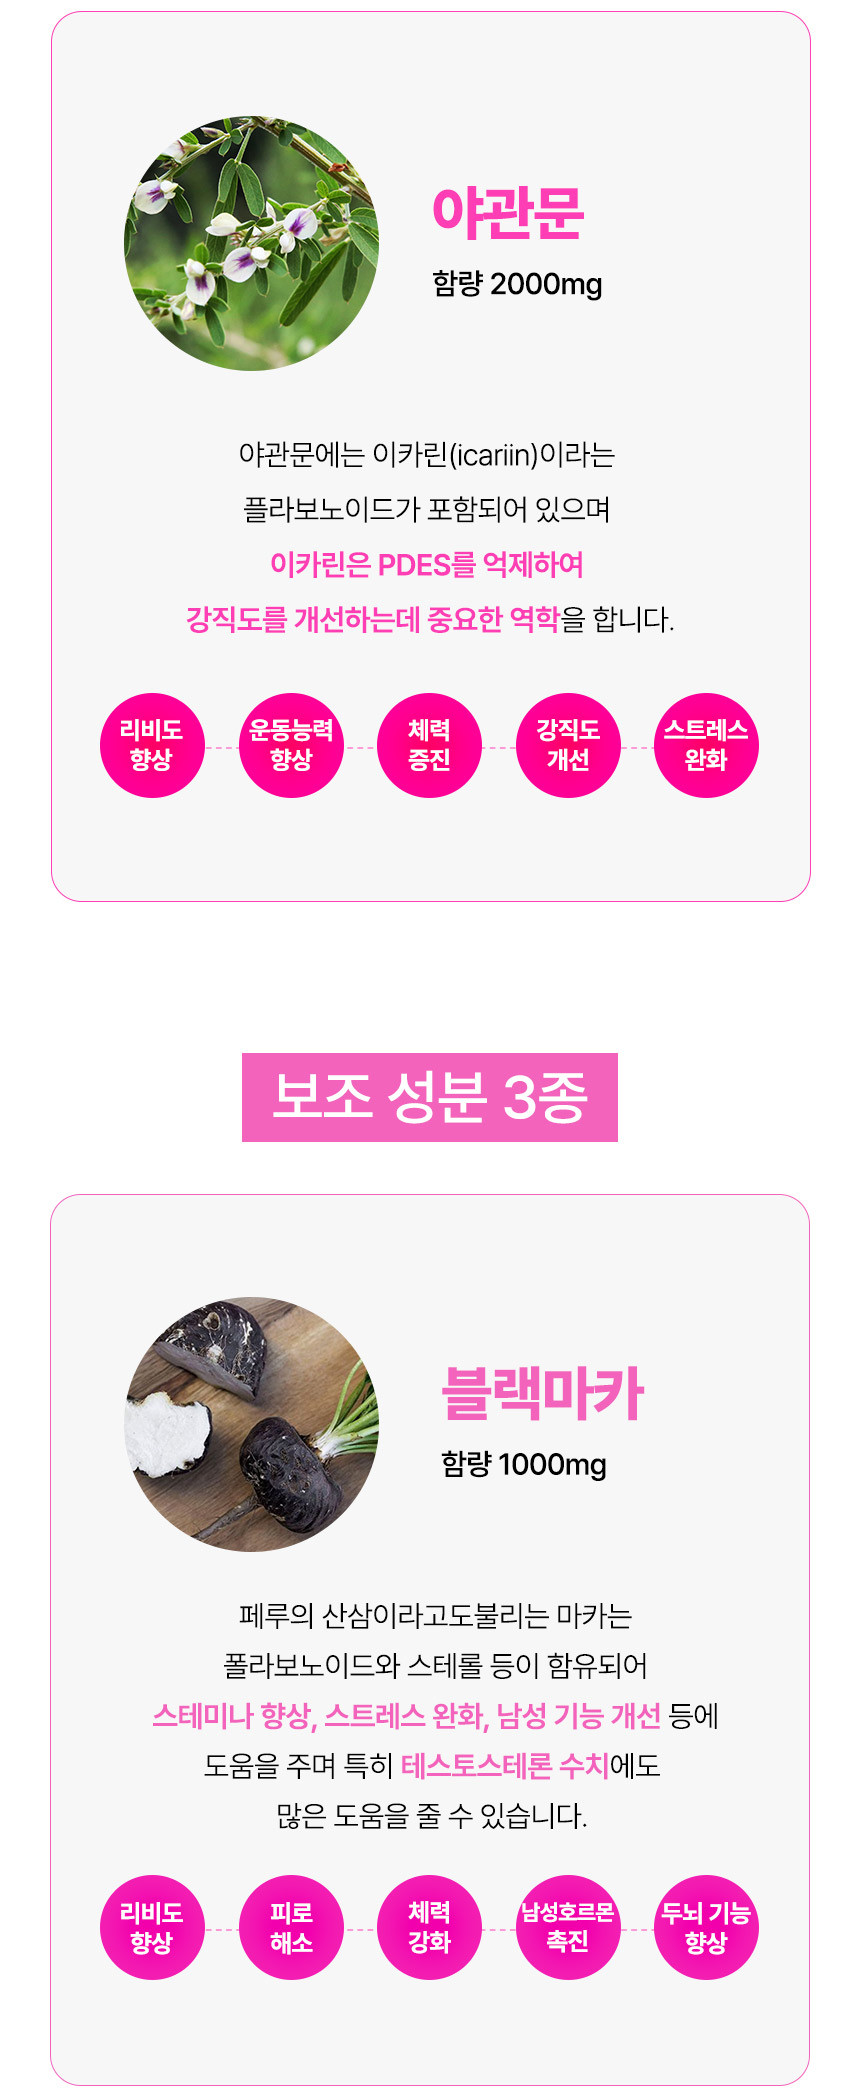 야관문
함량 2000mg
야관문에는 이카린(icariin)이라는
플라보노이드가 포함되어 있으며
이카린은 PDES를 억제하여
강직도를 개선하는데 중요한 역학을 합니다.
리비도
향상
운동능력
향상
체력
증진
강직도
개선
스트레스
완화
보조 성분 3종
블랙마카
함량 1000mg
페루의 산삼이라고도불리는 마카는
폴라보노이드와 스테롤 등이 함유되어
스테미나 향상, 스트레스 완화, 남성 기능 개선 등에
도움을 주며 특히 테스토스테론 수치에도
많은 도움을 줄 수 있습니다.
리비도
향상
피로
해소
체력
강화
남성호르몬
촉진
두뇌 기능
향상